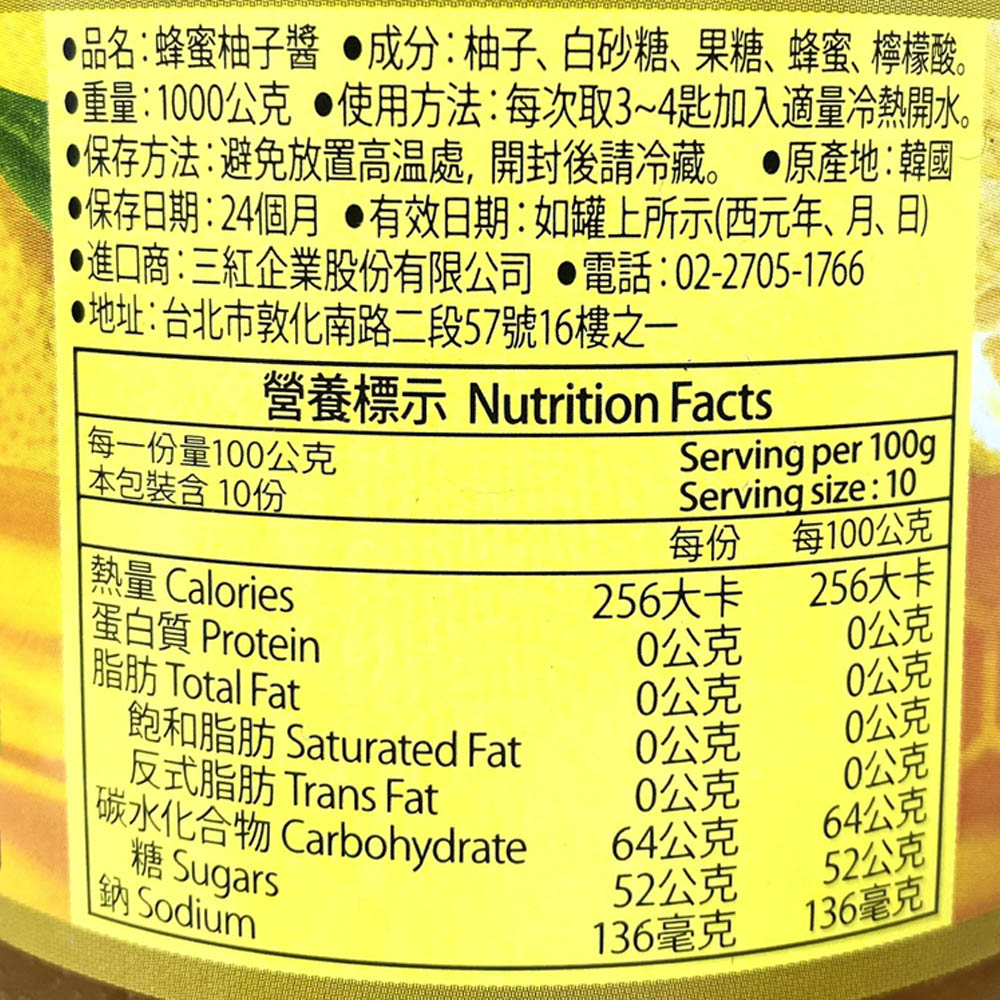 •品名:蜂蜜柚子醬 •成分:柚子、白砂糖、果糖、蜂蜜、檸檬酸。
•重量:1000公克 •使用方法:每次取3~4匙加入適量冷熱開水。
•保存方法:避免放置高温處, 開封後請冷藏。 •原產地:韓國
•保存日期:24個月 •有效日期:如罐上所示(西元年、月、日)
•進口商:三紅企業股份有限公司 •電話:02-2705-1766
•地址:台北市敦化南路二段57號16樓之一
營養標示 Nutrition Facts
每一份量100公克 Serving per 100g
本包裝含 10份 Serving size: 10
每份 每100公克
熱量 Calories 256大卡 256大卡
蛋白質 Protein 0公克 0公克
脂肪 Total Fat 0公克 0公克
飽和脂肪 Saturated Fat 0公克 0公克
反式脂肪 Trans Fat 0公克 0公克
碳水化合物 Carbohydrate 64公克 64公克
糖 Sugars 52公克 52公克
鈉 Sodium 136毫克 136毫克